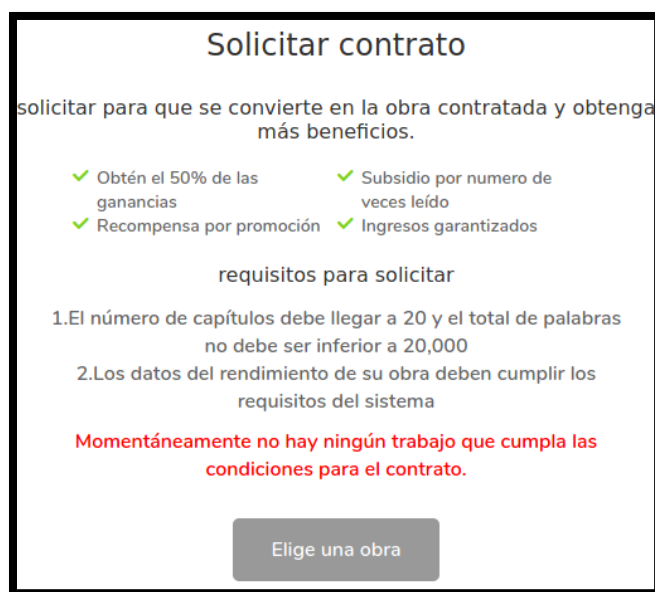 Solicitar contrato
solicitar para que se convierte en la obra contratada y obtenga
más beneficios.
Obtén el 50% de las
ganancias
Recompensa por promoción
Subsidio por numero de
veces leído
Ingresos garantizados
requisitos para solicitar
1.El número de capítulos debe llegar a 20 y el total de palabras
no debe ser inferior a 20,000
2.Los datos del rendimiento de su obra deben cumplir los
requisitos del sistema
Momentáneamente no hay ningún trabajo que cumpla las
condiciones para el contrato.
Elige una obra